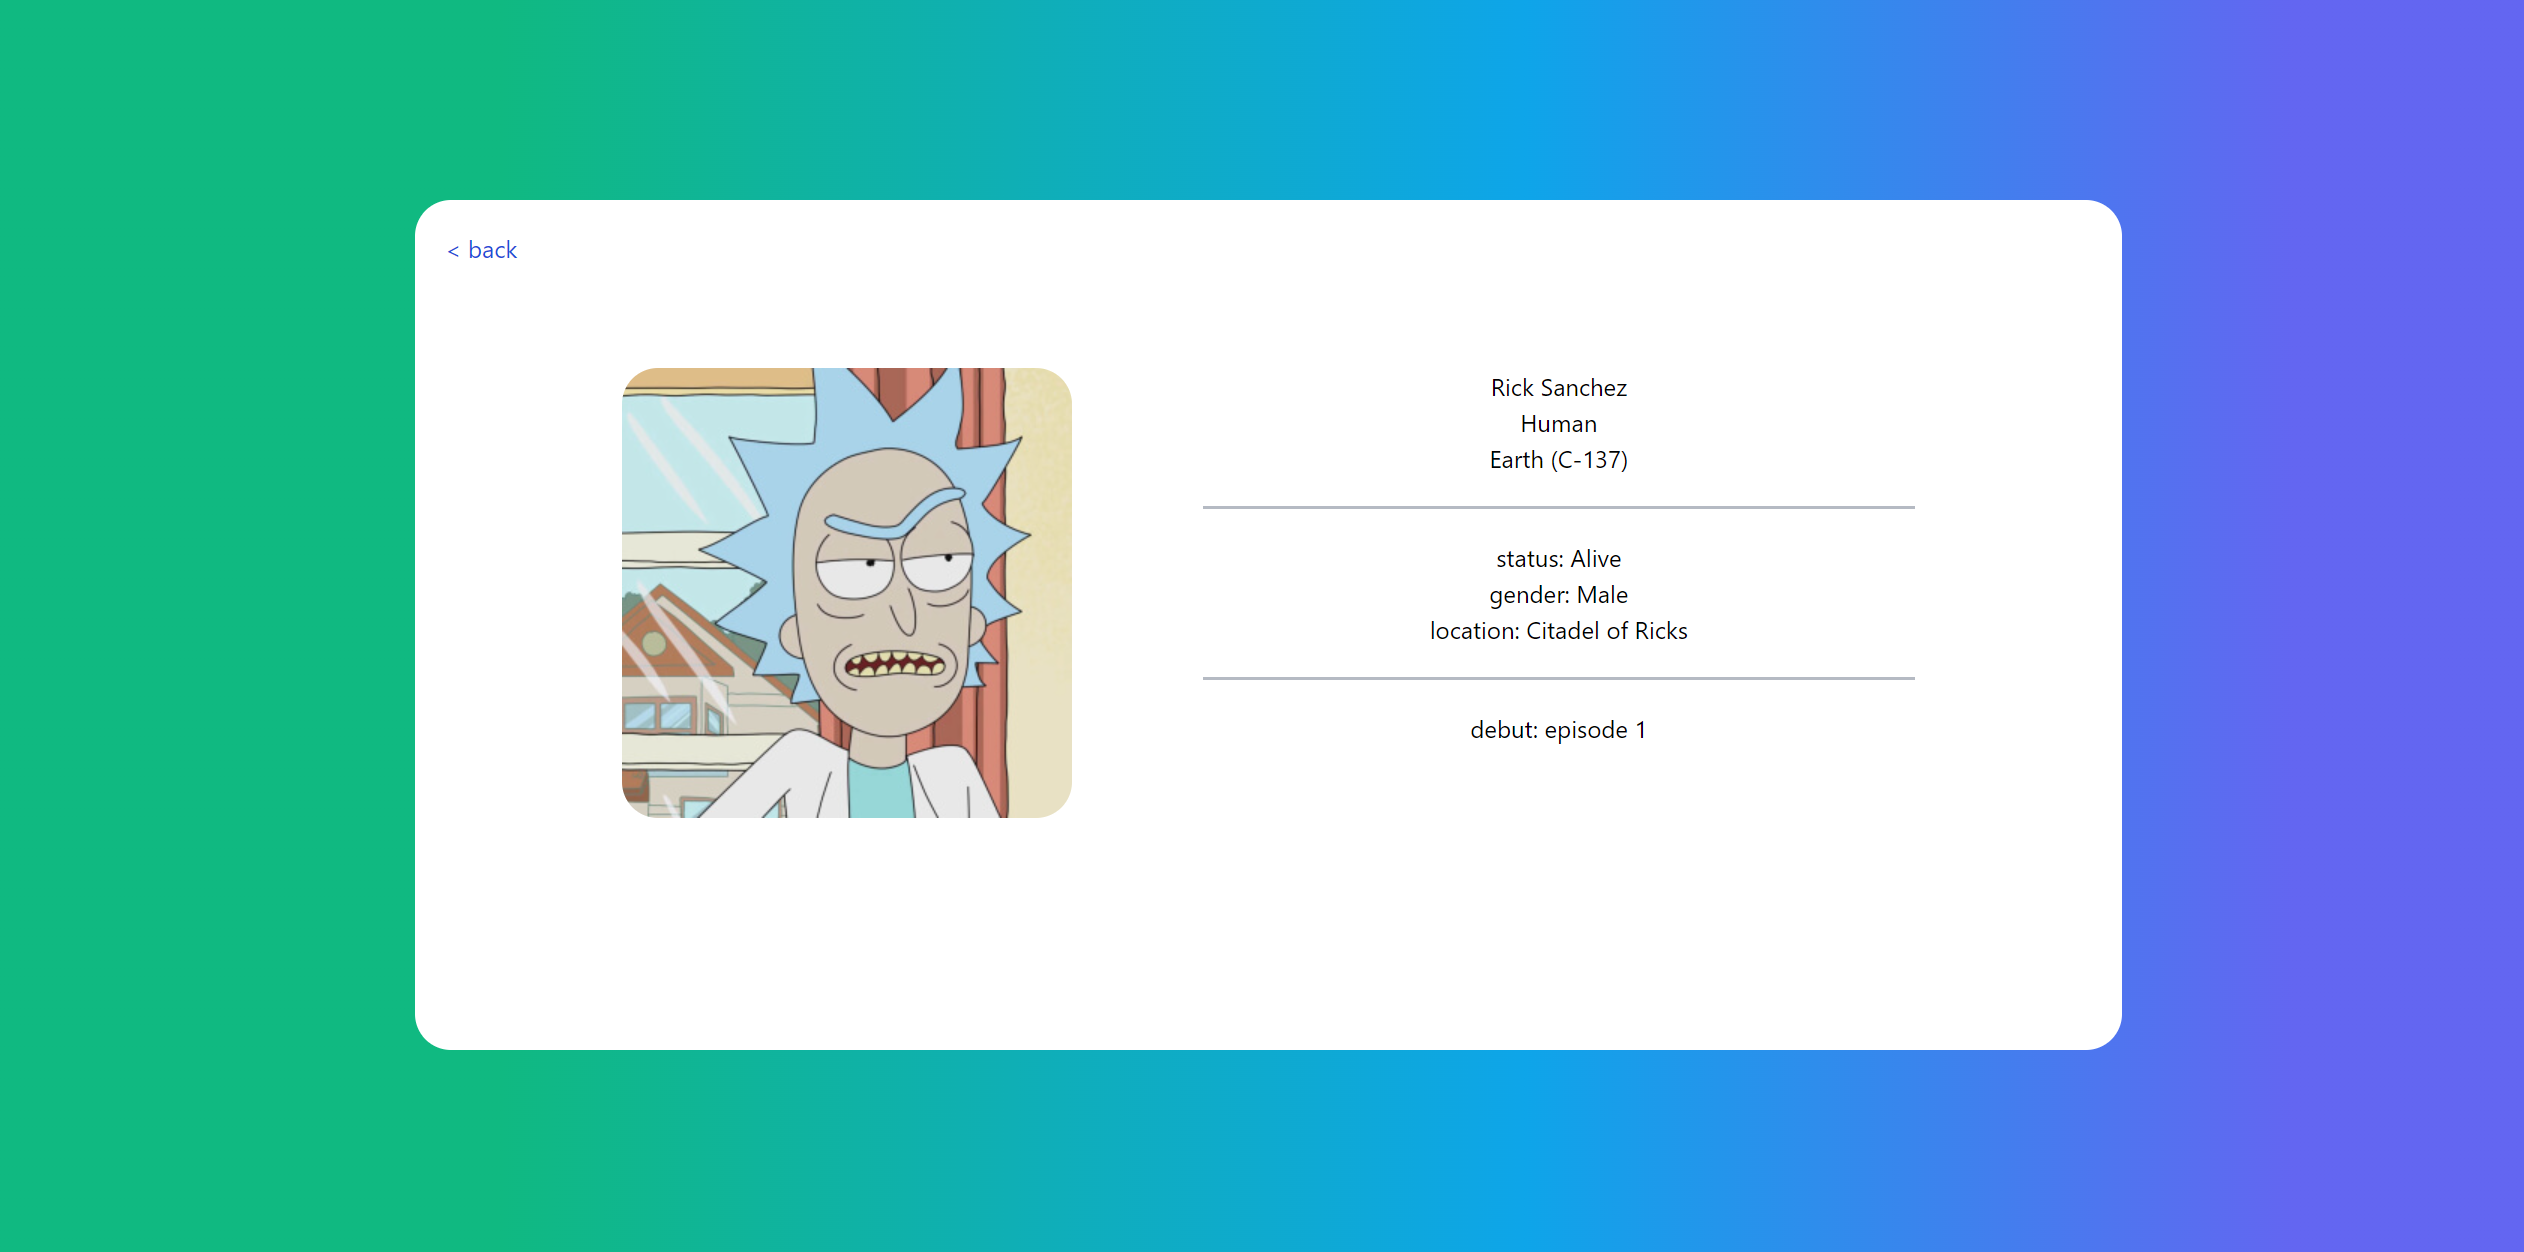 < back
Rick Sanchez
Human
Earth (C-137)
status: Alive
gender: Male
location: Citadel of Ricks
debut: episode 1